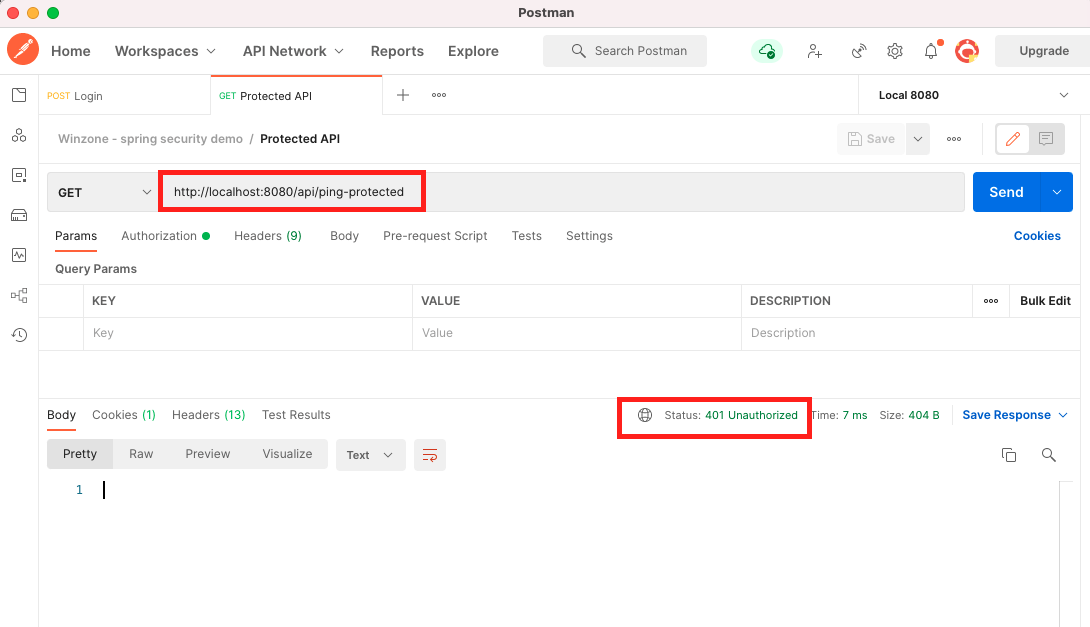 Postman
Home Workspaces API Network Reports Explore Search Postman Upgrade
POST Login GET Protected API Local 8080
Winzone - spring security demo / Protected API Save
GET http://localhost:8080/api/ping-protected Send
Params Authorization Headers (9) Body Pre-request Script Tests Settings Cookies
Query Params
KEY VALUE DESCRIPTION Bulk Edit
Key Value Description
Body Cookies (1) Headers (13) Test Results Status: 401 Unauthorized Time: 7 ms Size: 404 B Save Response
Pretty Raw Preview Visualize Text
1